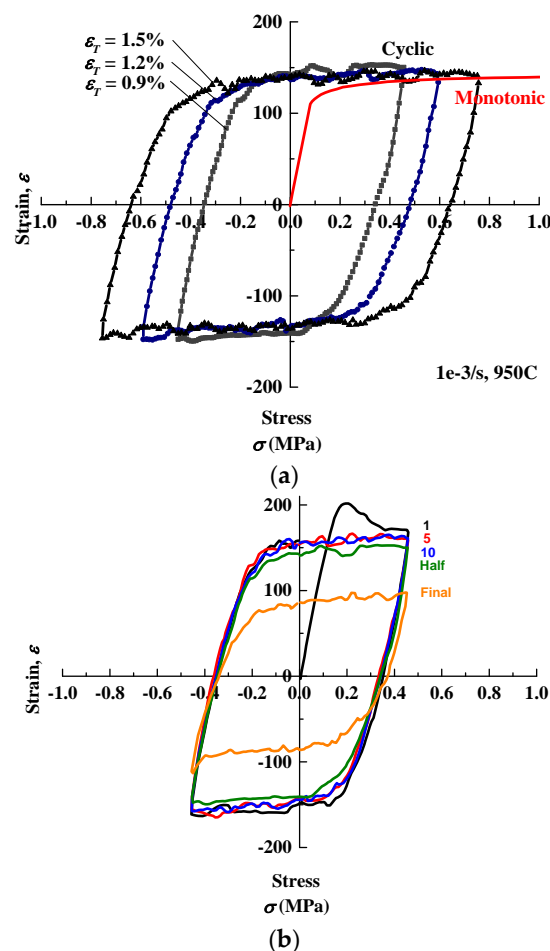 200
ε_T = 1.5%
ε_T = 1.2%
ε_T = 0.9%
Cyclic
100
Monotonic
Strain, ε
0
-1.0 -0.8 -0.6 -0.4 -0.2 0.0 0.2 0.4 0.6 0.8 1.0
-100
1e-3/s, 950C
-200
Stress
σ (MPa)
(a)
200
1
5
10
Half
100
Final
Strain, ε
0
-1.0 -0.8 -0.6 -0.4 -0.2 0.0 0.2 0.4 0.6 0.8 1.0
-100
-200
Stress
σ (MPa)
(b)